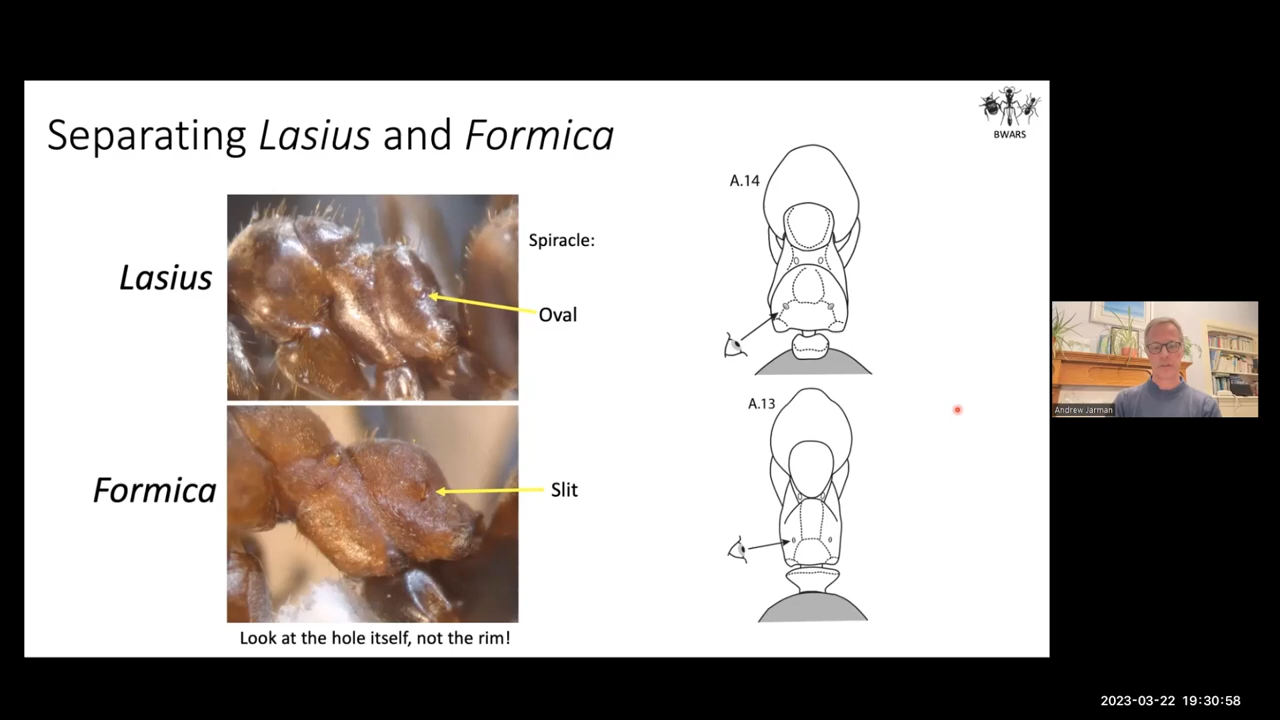 Separating Lasius and Formica
BWARS
A.14
Spiracle:
Lasius
Oval
A.13
Andrew Jarman
Formica
Slit
Look at the hole itself, not the rim!
2023-03-22 19:30:58